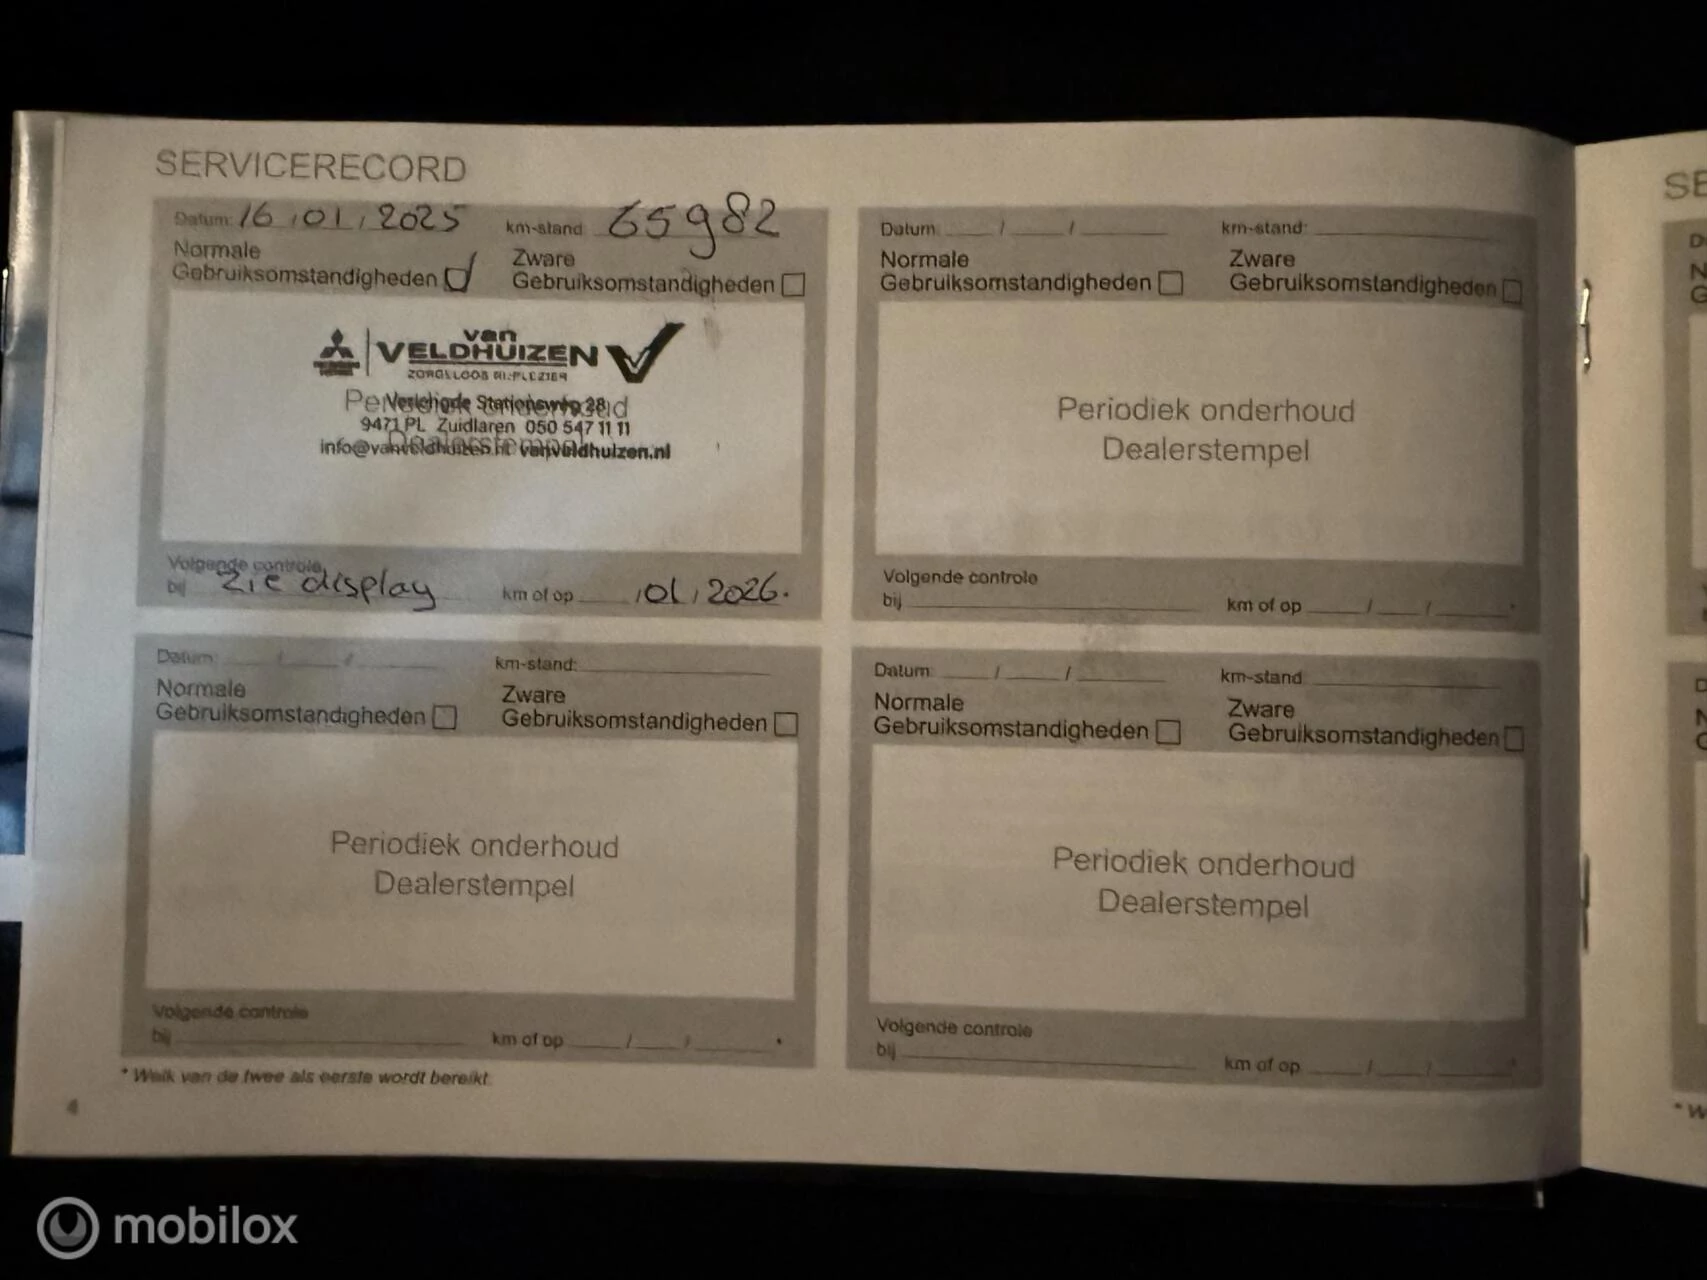 SERVICERECORD
Datum: 16 / 01 / 2025 km-stand 65982
Normale
Gebruiksomstandigheden
Zware
Gebruiksomstandigheden
van
VELDHUIZEN
Periodiek onderhoud
Stationsweg 28
9471 PL Zuidlaren 050 547 11 11
Dealerstempel
info@vanveldhuizen.nl vanveldhuizen.nl
Volgende controle
bij zie display km of op / 01 / 2026.
Datum / / km-stand:
Normale
Gebruiksomstandigheden
Zware
Gebruiksomstandigheden
Periodiek onderhoud
Dealerstempel
Volgende controle
bij km of op / / *
Datum / / km-stand:
Normale
Gebruiksomstandigheden
Zware
Gebruiksomstandigheden
Periodiek onderhoud
Dealerstempel
Volgende controle
bij km of op / / *
Datum / / km-stand
Normale
Gebruiksomstandigheden
Zware
Gebruiksomstandigheden
Periodiek onderhoud
Dealerstempel
Volgende controle
bij km of op / / *
* Welk van de twee als eerste wordt bereikt.
4
SE
mobilox